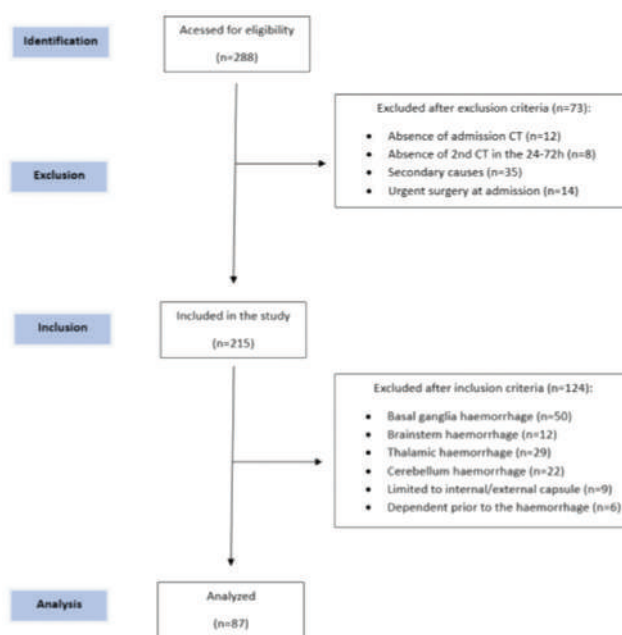 Identification
Acessed for eligibility
(n=288)
Excluded after exclusion criteria (n=73):
• Absence of admission CT (n=12)
• Absence of 2nd CT in the 24-72h (n=8)
• Secondary causes (n=35)
• Urgent surgery at admission (n=14)
Exclusion
Inclusion
Included in the study
(n=215)
Excluded after inclusion criteria (n=124):
• Basal ganglia haemorrhage (n=50)
• Brainstem haemorrhage (n=12)
• Thalamic haemorrhage (n=29)
• Cerebellum haemorrhage (n=22)
• Limited to internal/external capsule (n=9)
• Dependent prior to the haemorrhage (n=6)
Analysis
Analyzed
(n=87)